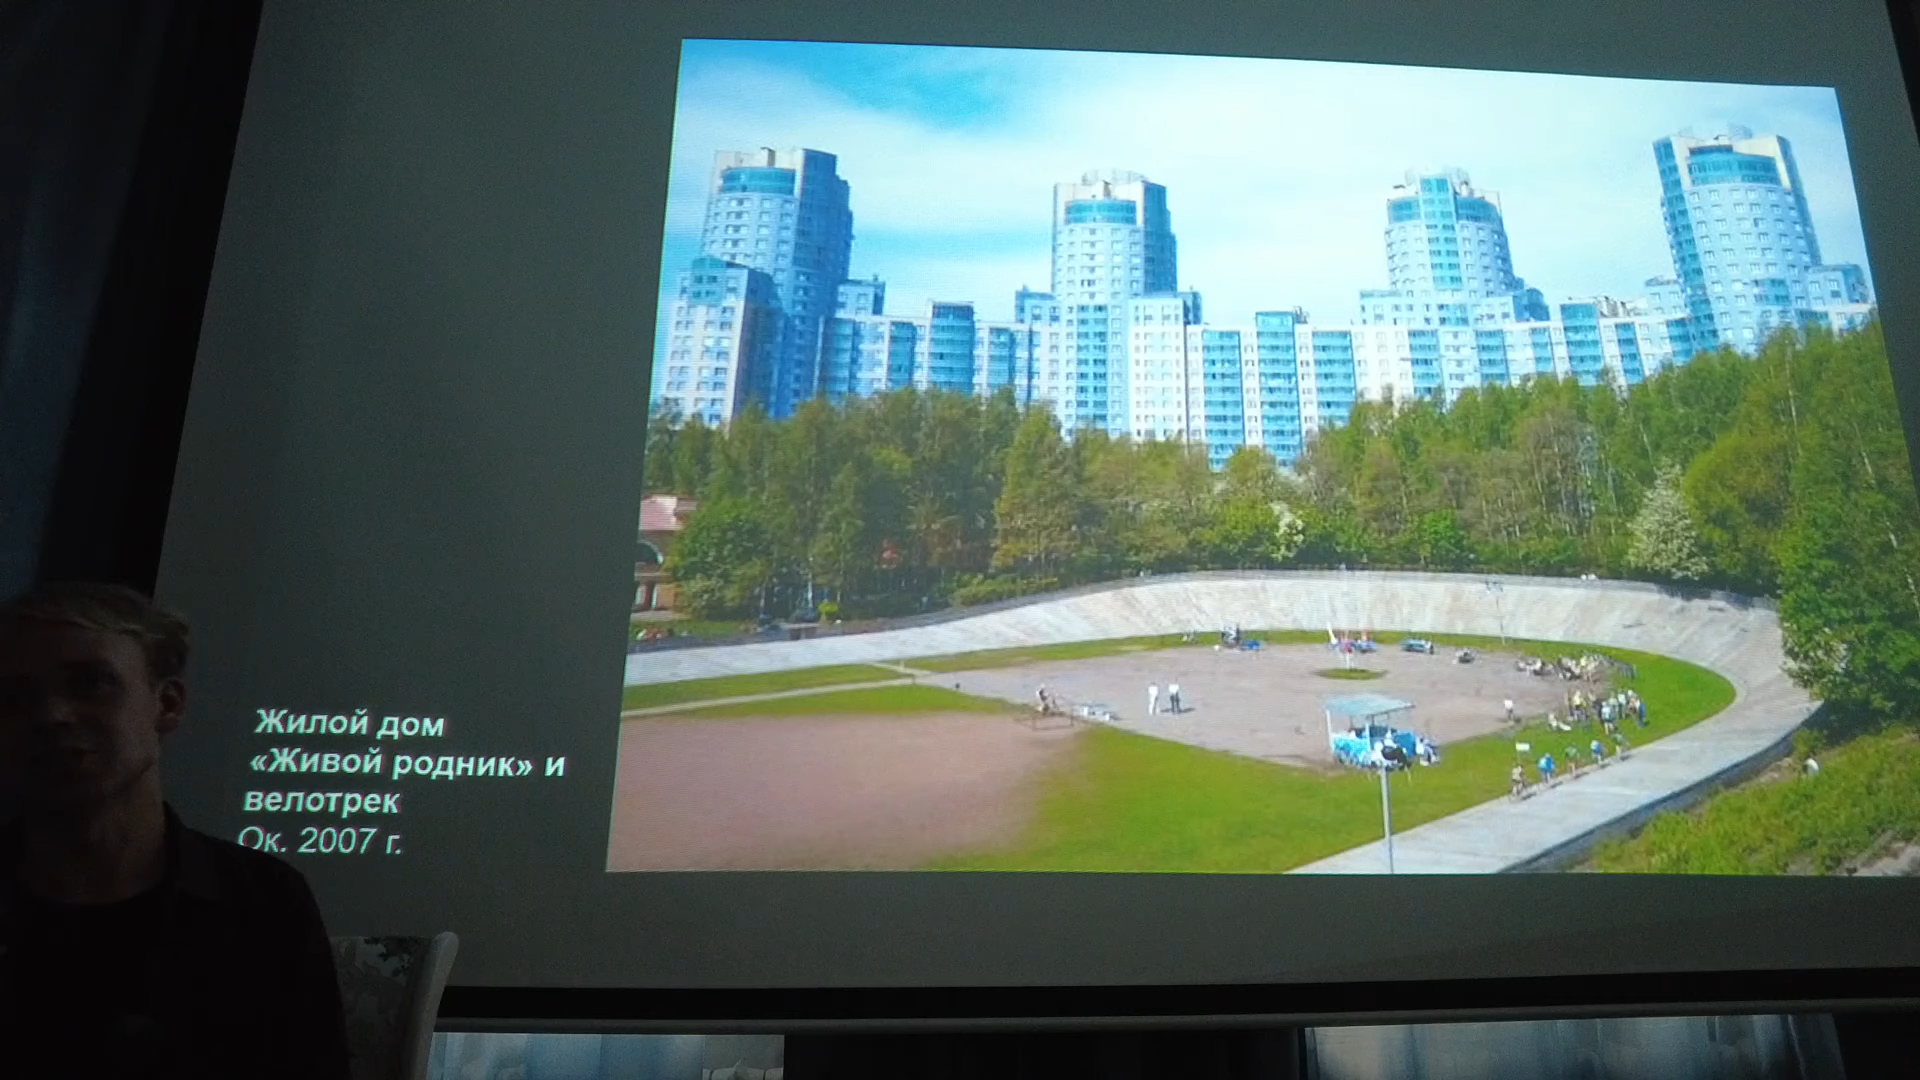 Жилой дом
«Живой родник» и
велотрек
Ок. 2007 г.